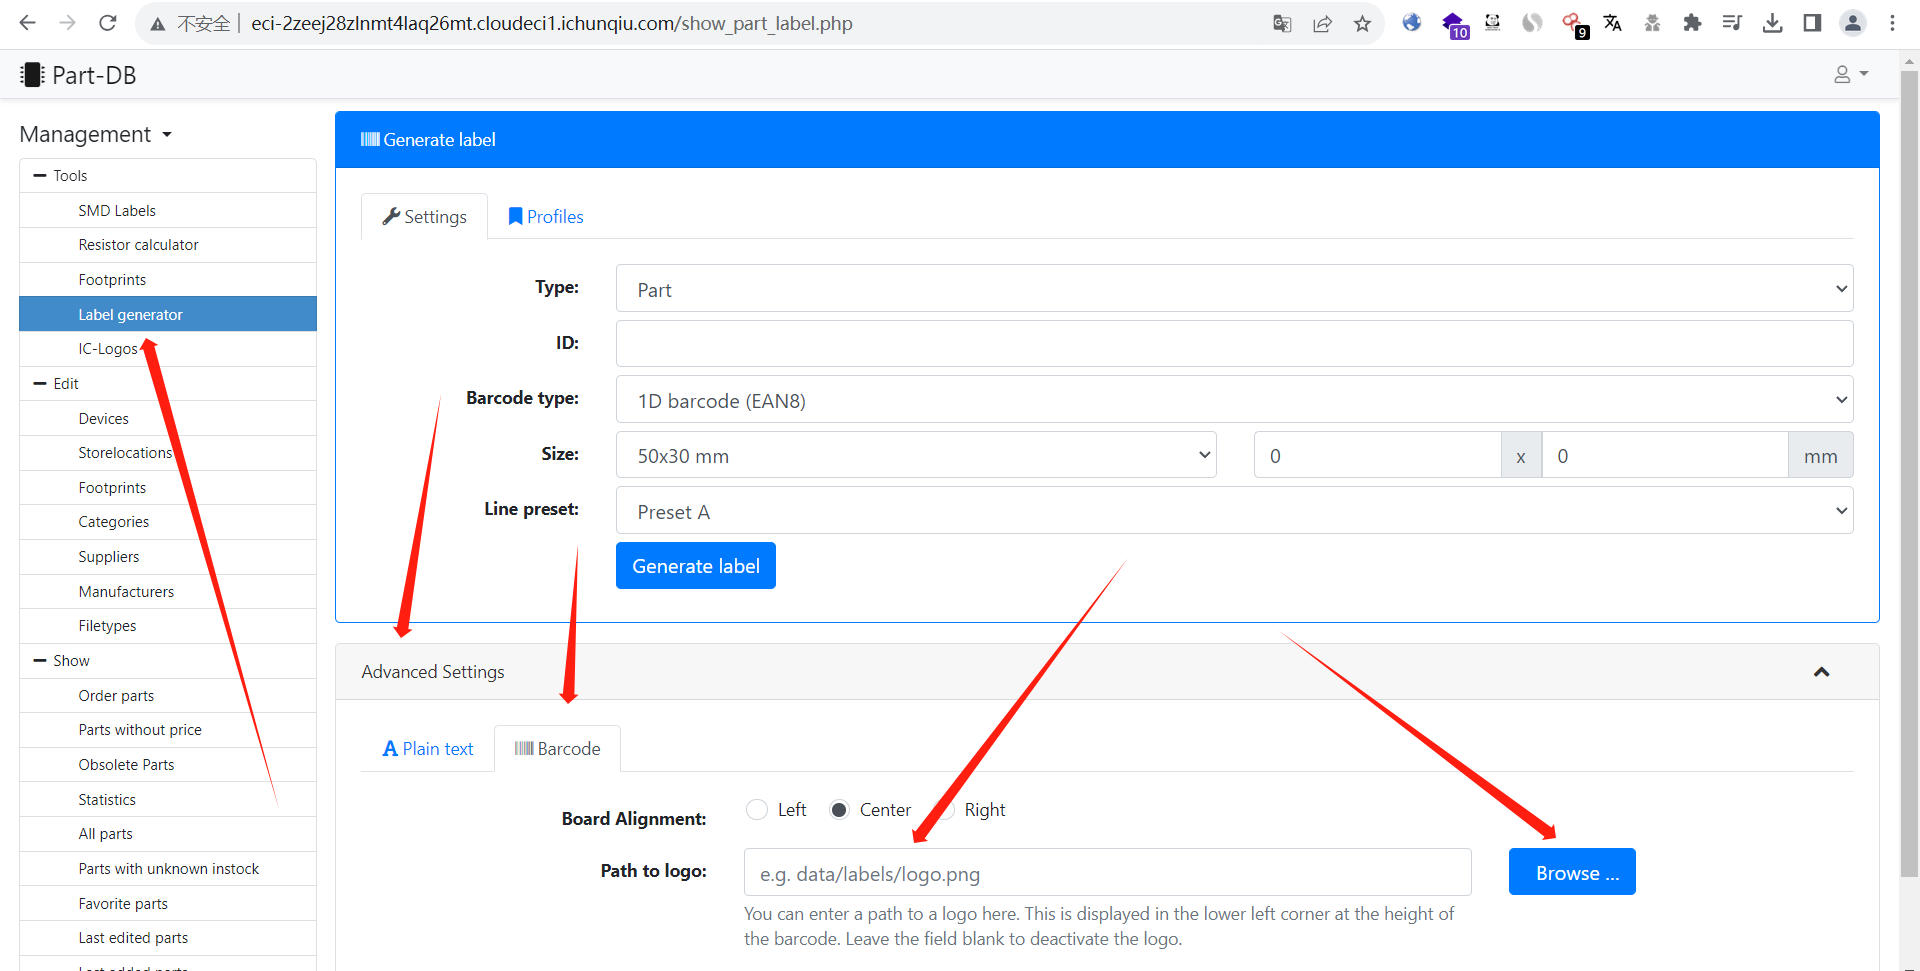 不安全 eci-2zeej28zlnmt4laq26mt.cloudeci1.ichunqiu.com/show_part_label.php
10
9
Part-DB
Management
Tools
SMD Labels
Resistor calculator
Footprints
Label generator
IC-Logos
Edit
Devices
Storelocations
Footprints
Categories
Suppliers
Manufacturers
Filetypes
Show
Order parts
Parts without price
Obsolete Parts
Statistics
All parts
Parts with unknown instock
Favorite parts
Last edited parts
Last added parts
Generate label
Settings Profiles
Type: Part
ID:
Barcode type: 1D barcode (EAN8)
Size: 50x30 mm 0 x 0 mm
Line preset: Preset A
Generate label
Advanced Settings
A Plain text Barcode
Board Alignment: Left Center Right
Path to logo: e.g. data/labels/logo.png Browse ...
You can enter a path to a logo here. This is displayed in the lower left corner at the height of
the barcode. Leave the field blank to deactivate the logo.